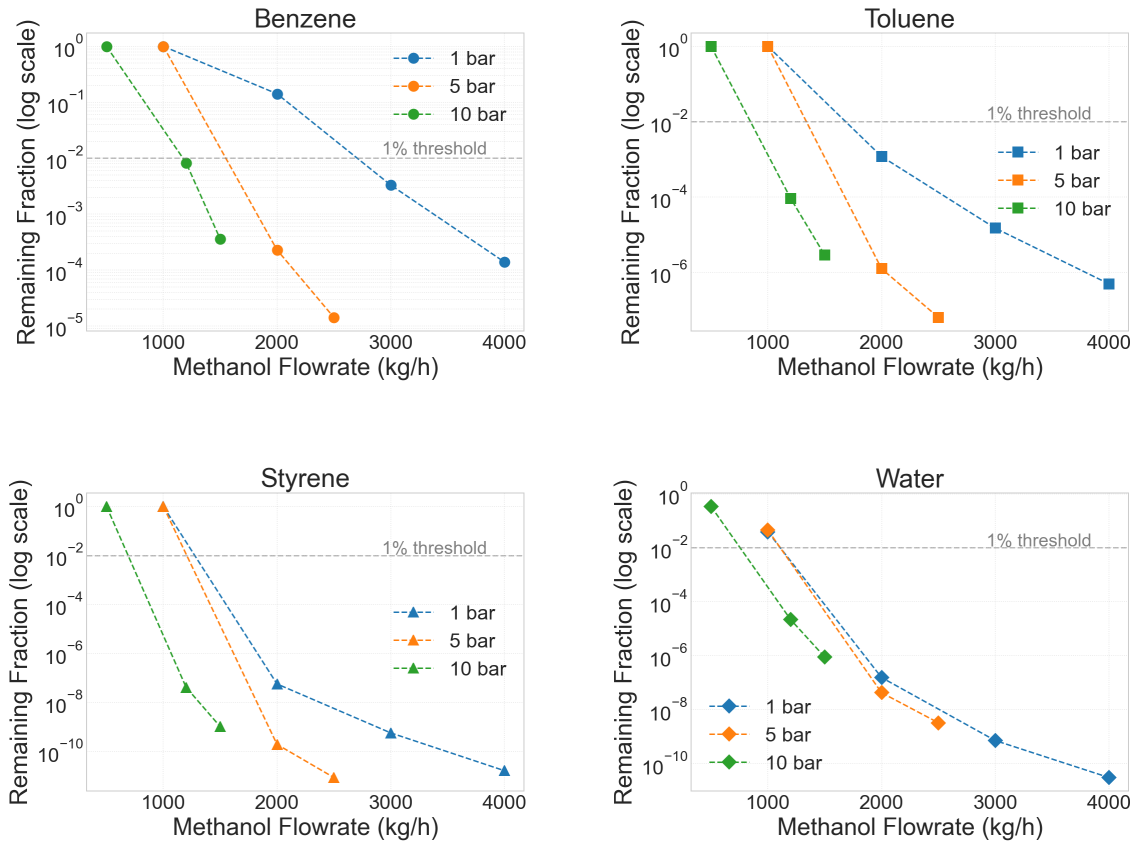 Benzene
Remaining Fraction (log scale)
10^0
10^−1
10^−2
10^−3
10^−4
10^−5
1% threshold
1 bar
5 bar
10 bar
1000 2000 3000 4000
Methanol Flowrate (kg/h)
Toluene
Remaining Fraction (log scale)
10^0
10^−2
10^−4
10^−6
1% threshold
1 bar
5 bar
10 bar
1000 2000 3000 4000
Methanol Flowrate (kg/h)
Styrene
Remaining Fraction (log scale)
10^0
10^−2
10^−4
10^−6
10^−8
10^−10
1% threshold
1 bar
5 bar
10 bar
1000 2000 3000 4000
Methanol Flowrate (kg/h)
Water
Remaining Fraction (log scale)
10^0
10^−2
10^−4
10^−6
10^−8
10^−10
1% threshold
1 bar
5 bar
10 bar
1000 2000 3000 4000
Methanol Flowrate (kg/h)